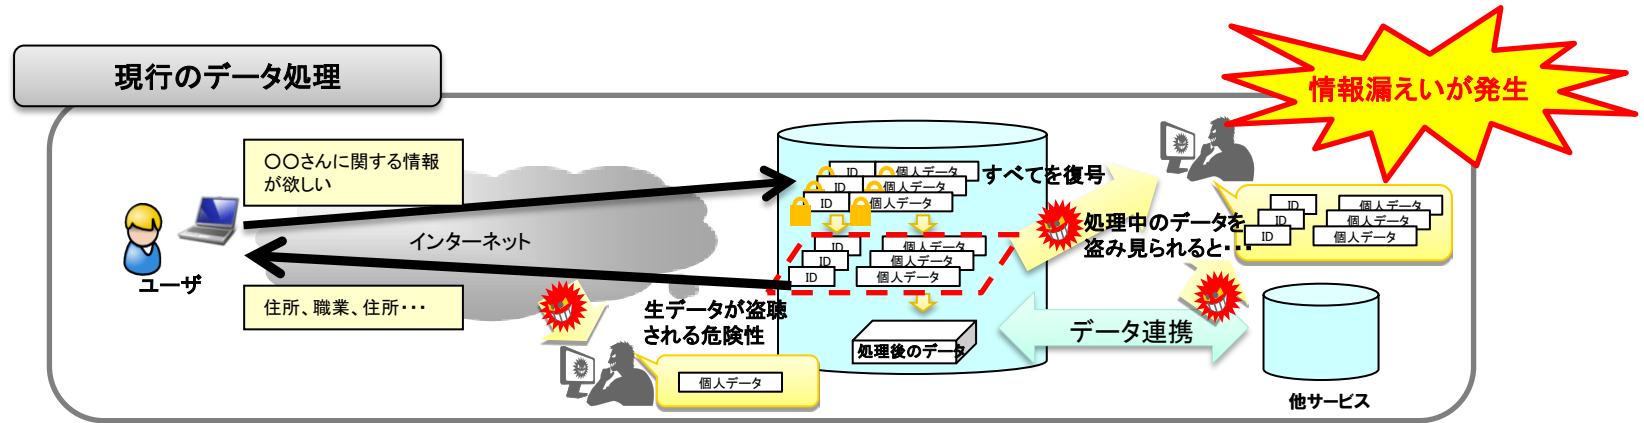 現行のデータ処理
情報漏えいが発生
〇〇さんに関する情報
が欲しい
インターネット
ユーザ
住所、職業、住所・・・
生データが盗聴
される危険性
個人データ
ID
個人データ
ID
個人データ
ID
個人データ
すべてを復号
ID
個人データ
ID
個人データ
ID
個人データ
処理後のデータ
処理中のデータを
盗み見られると・・・
ID
個人データ
ID
個人データ
ID
個人データ
データ連携
他サービス